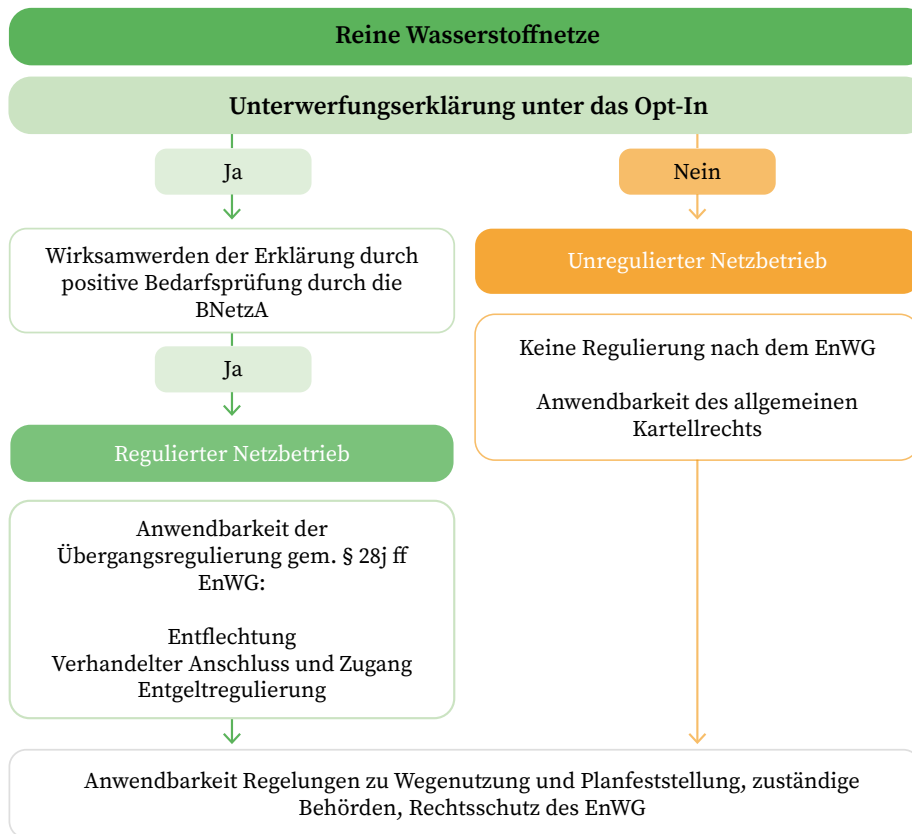 Reine Wasserstoffnetze
Unterwerfungserklärung unter das Opt-In
Ja
Nein
Wirksamwerden der Erklärung durch
positive Bedarfsprüfung durch die
BNetzA
Unregulierter Netzbetrieb
Ja
Keine Regulierung nach dem EnWG
Anwendbarkeit des allgemeinen
Kartellrechts
Regulierter Netzbetrieb
Anwendbarkeit der
Übergangsregulierung gem. § 28j ff
EnWG:
Entflechtung
Verhandelter Anschluss und Zugang
Entgeltregulierung
Anwendbarkeit Regelungen zu Wegenutzung und Planfeststellung, zuständige
Behörden, Rechtsschutz des EnWG